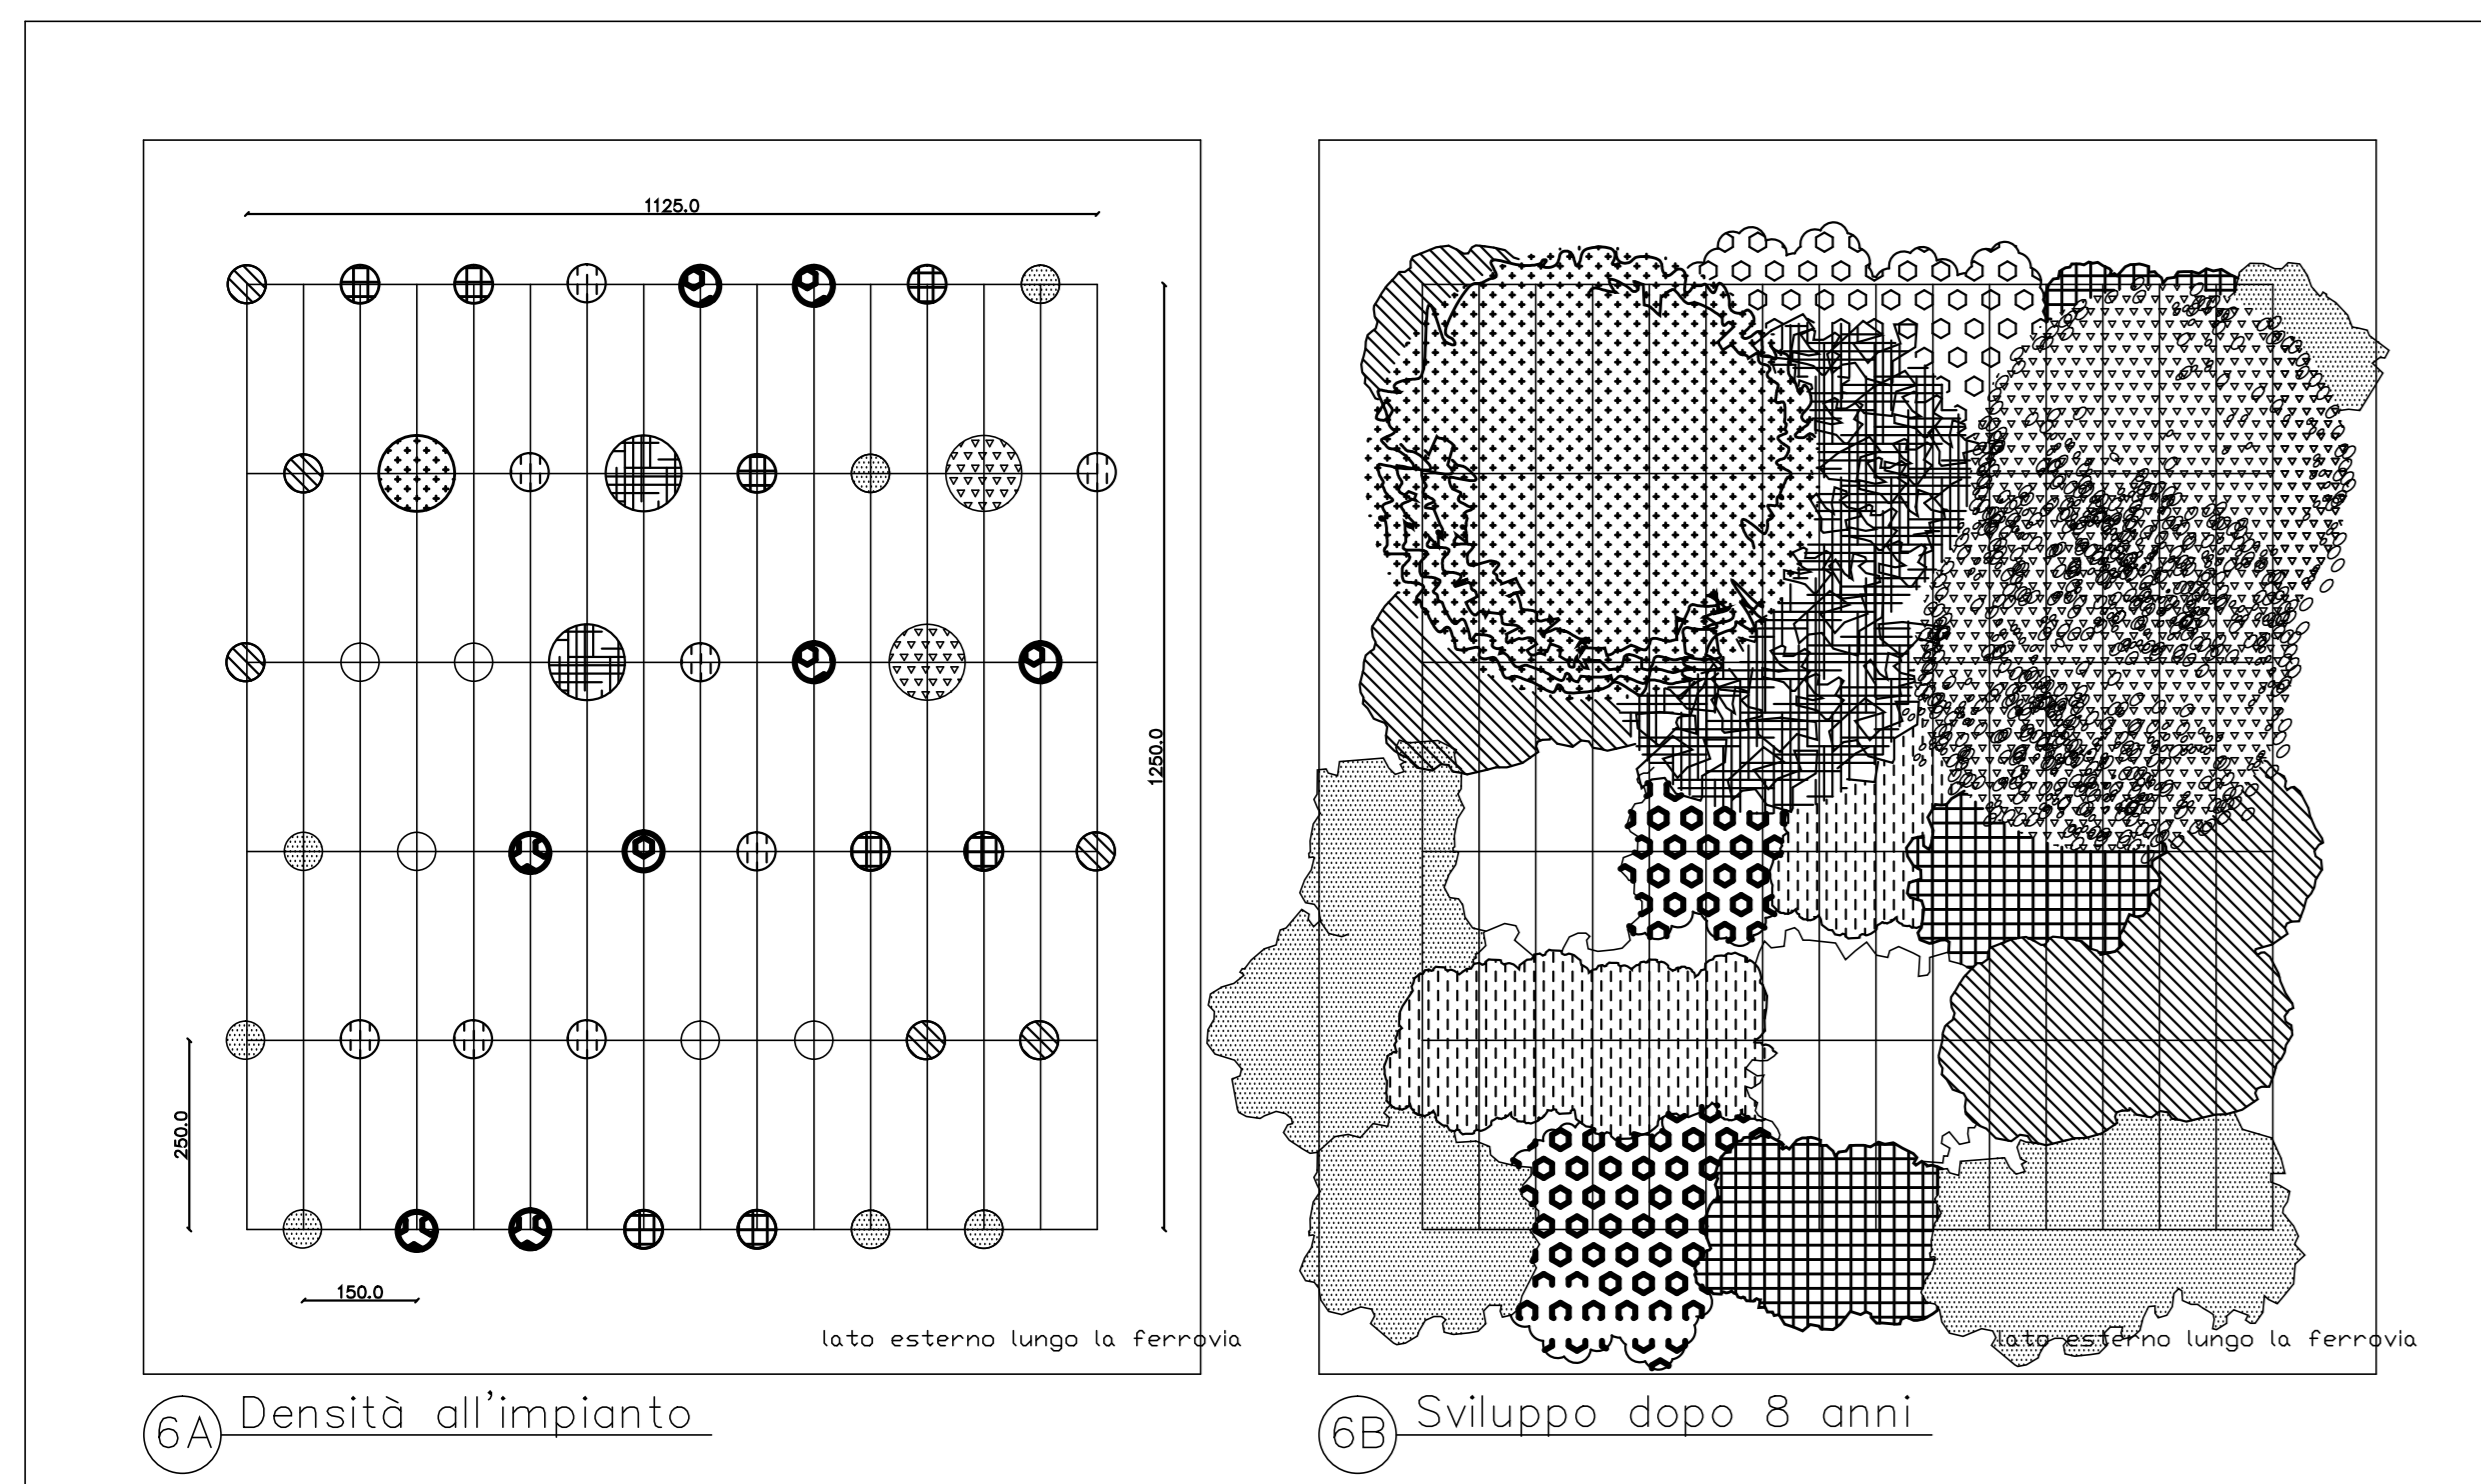 1125.0
1250.0
250.0
150.0
lato esterno lungo la ferrovia
6A Densità all'impianto
lato esterno lungo la ferrovia
6B Sviluppo dopo 8 anni